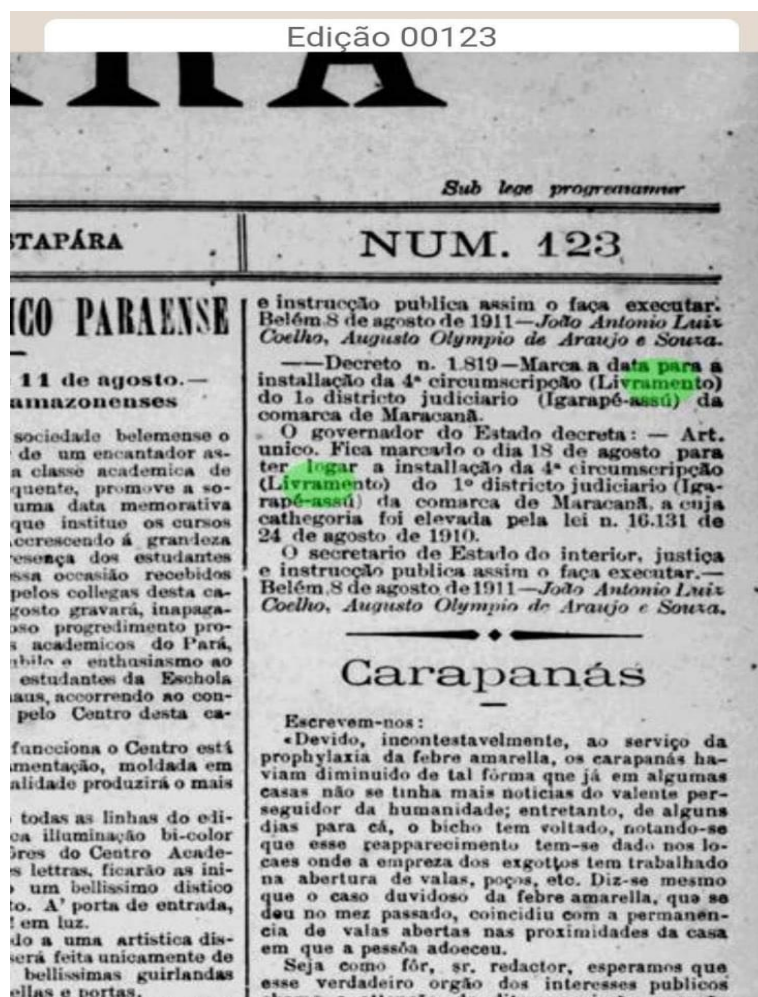 Edição 00123
Sub lege progrediamur
STAPÁRA
NUM. 123
ICO PARAENSE
11 de agosto.—
amazonenses
sociedade belemense o
de um encantador as-
a classe academica de
quente, promove a so-
uma data memorativa
que institue os cursos
accrescendo á grandeza
resença dos estudantes
ssa occasião recebidos
pelos collegas desta ca-
gosto gravará, inapaga-
oso progredimento pro-
s academicos do Pará,
ubilo e enthusiasmo ao
estudantes da Eschola
aus, accorrendo ao con-
pelo Centro desta ca-
funcciona o Centro está
mentação, moldada em
alidade produzirá o mais
todas as linhas do edi-
ca illuminação bi-color
ôres do Centro Acade-
s lettras, ficarão as ini-
um bellissimo distico
to. A' porta de entrada,
em luz.
do a uma artistica dis-
será feita unicamente de
bellissimas guirlandas
ellas e portas.
e instrucção publica assim o faça executar.
Belém 8 de agosto de 1911—João Antonio Luiz
Coelho, Augusto Olympio de Araujo e Souza.
——Decreto n. 1.819—Marca a data para a
installação da 4ª circumscripção (Livramento)
do 1o districto judiciario (Igarapé-assú) da
comarca de Maracanã.
O governador do Estado decreta: — Art.
unico. Fica marcado o dia 18 de agosto para
ter logar a installação da 4ª circumscripção
(Livramento) do 1º districto judiciario (Iga-
rapé-assú) da comarca de Maracanã, a cuja
cathegoria foi elevada pela lei n. 16.131 de
24 de agosto de 1910.
O secretario de Estado do interior, justiça
e instrucção publica assim o faça executar.—
Belém, 8 de agosto de 1911—João Antonio Luiz
Coelho, Augusto Olympio de Araujo e Souza.
Carapanás
Escrevem-nos:
«Devido, incontestavelmente, ao serviço da
prophylaxia da febre amarella, os carapanás ha-
viam diminuido de tal fórma que já em algumas
casas não se tinha mais noticias do valente per-
seguidor da humanidade; entretanto, de alguns
dias para cá, o bicho tem voltado, notando-se
que esse reapparecimento tem-se dado nos lo-
caes onde a empreza dos exgottos tem trabalhado
na abertura de valas, poços, etc. Diz-se mesmo
que o caso duvidoso da febre amarella, que se
deu no mez passado, coincidiu com a permanen-
cia de valas abertas nas proximidades da casa
em que a pessôa adoeceu.
Seja como fôr, sr. redactor, esperamos que
esse verdadeiro orgão dos interesses publicos